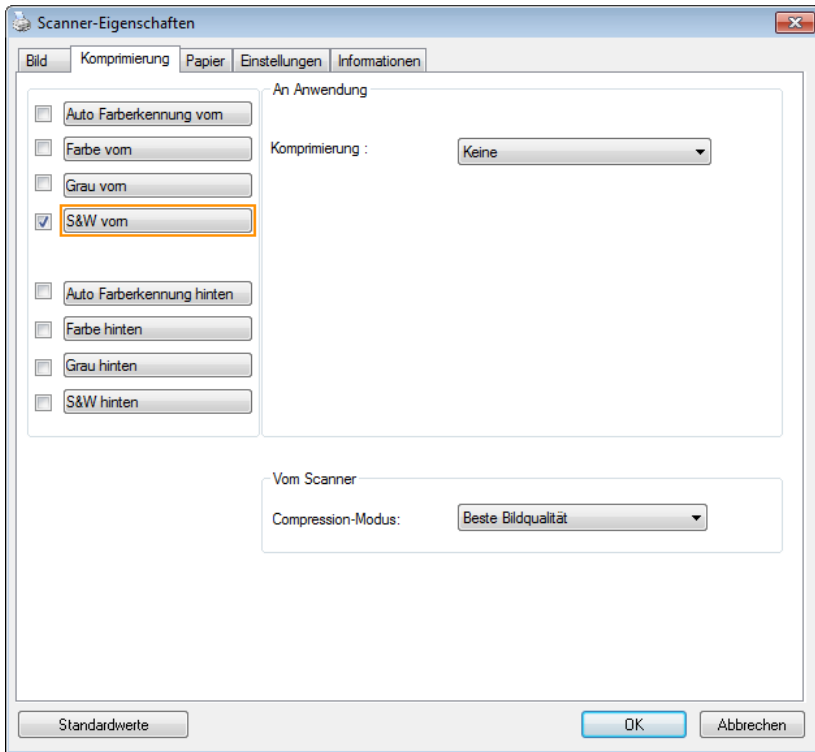 Scanner-Eigenschaften
Bild Komprimierung Papier Einstellungen Informationen
Auto Farberkennung vorn
Farbe vorn
Grau vorn
S&W vorn
Auto Farberkennung hinten
Farbe hinten
Grau hinten
S&W hinten
An Anwendung
Komprimierung : Keine
Vom Scanner
Compression-Modus: Beste Bildqualität
Standardwerte OK Abbrechen